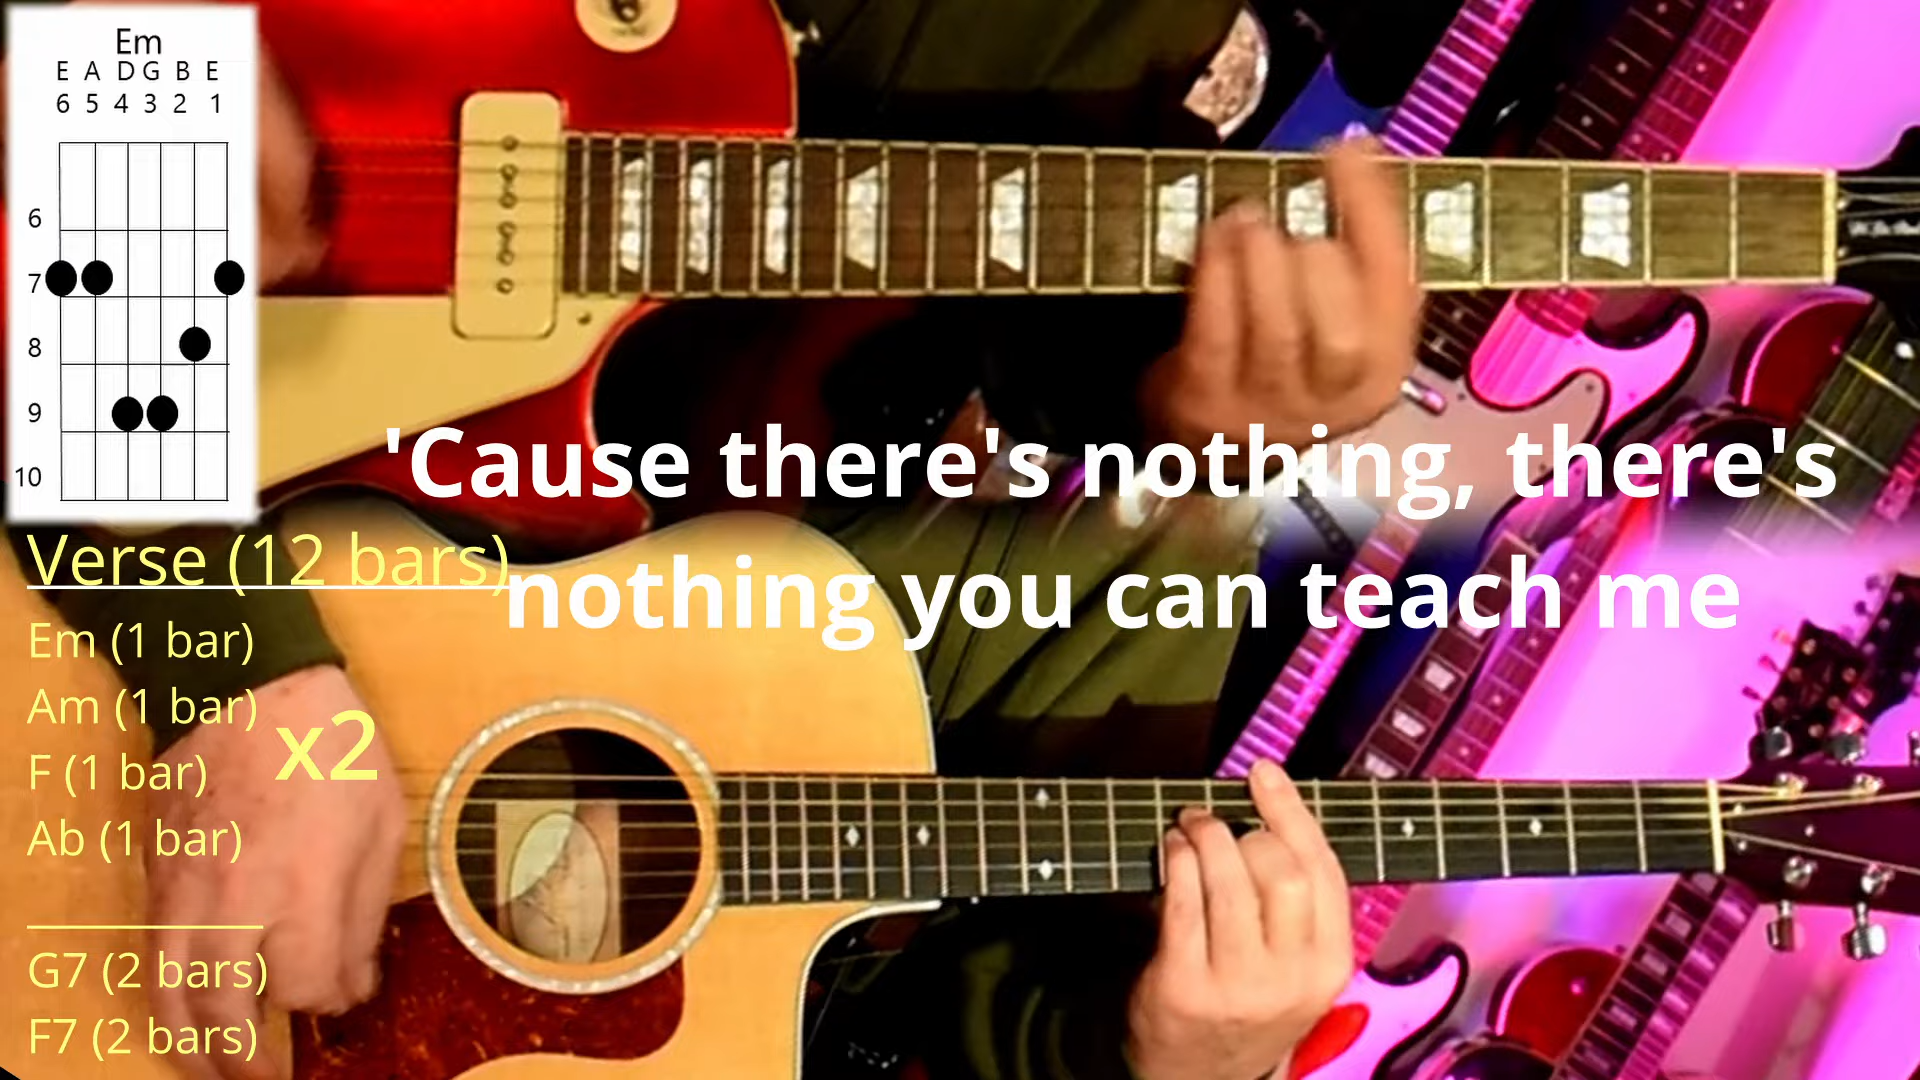 Em
E A D G B E
6 5 4 3 2 1
6
7
8
9
10
'Cause there's nothing, there's
nothing you can teach me
Verse (12 bars)
Em (1 bar)
Am (1 bar)
x2
F (1 bar)
Ab (1 bar)
G7 (2 bars)
F7 (2 bars)